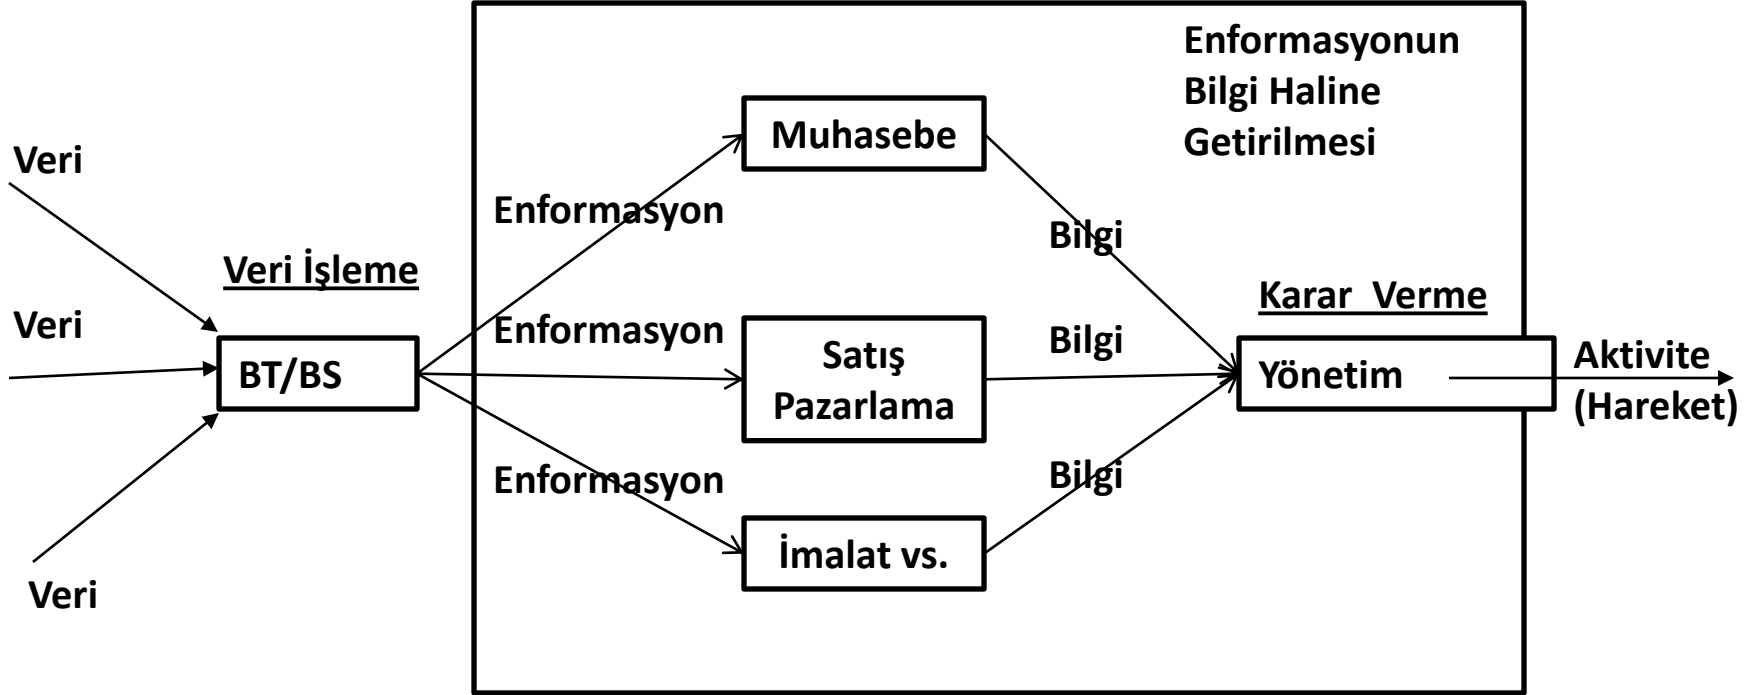 Enformasyonun
Bilgi Haline
Getirilmesi
Muhasebe
Veri
Enformasyon
Bilgi
Veri İşleme
Karar Verme
Veri
Enformasyon
Bilgi
BT/BS
Satış
Pazarlama
Yönetim
Aktivite
(Hareket)
Enformasyon
Bilgi
İmalat vs.
Veri